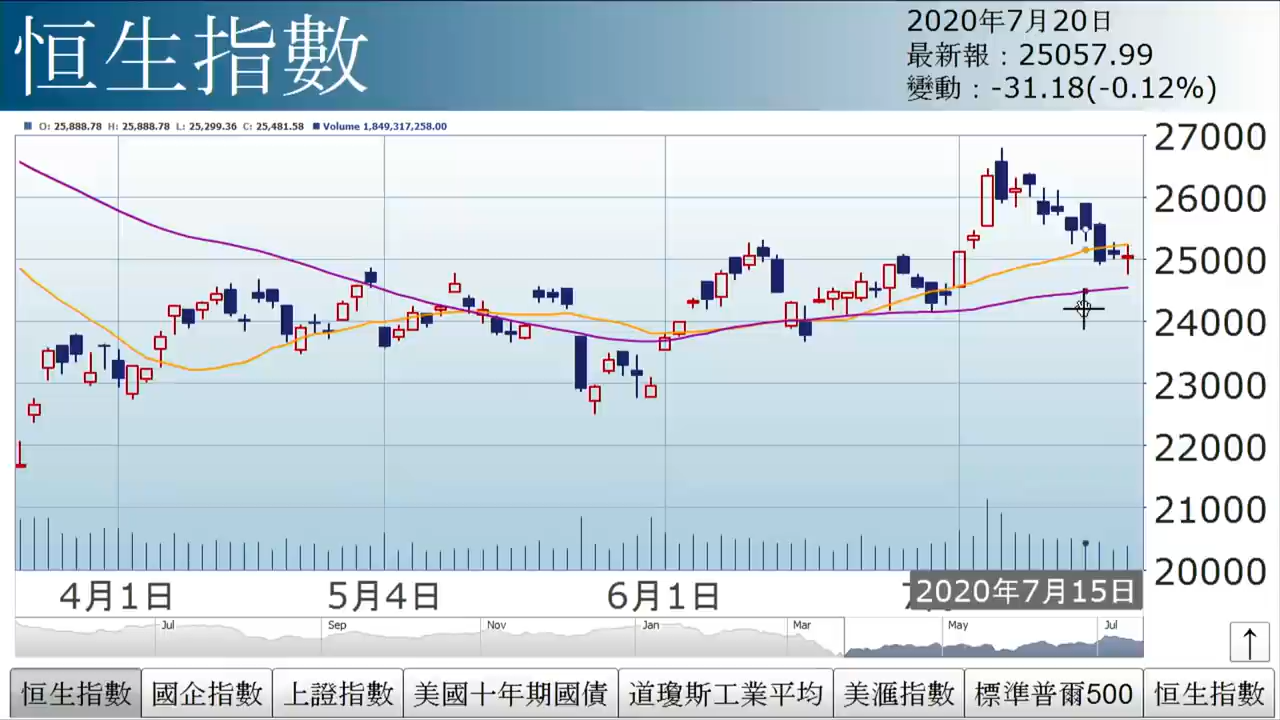 恒生指數
2020年7月20日
最新報：25057.99
變動：-31.18(-0.12%)
O: 25,888.78 H: 25,888.78 L: 25,299.36 C: 25,481.58 Volume 1,849,317,258.00
27000
26000
25000
24000
23000
22000
21000
20000
4月1日 5月4日 6月1日 2020年7月15日
Jul Sep Nov Jan Mar May Jul
恒生指數 國企指數 上證指數 美國十年期國債 道瓊斯工業平均 美滙指數 標準普爾500 恒生指數